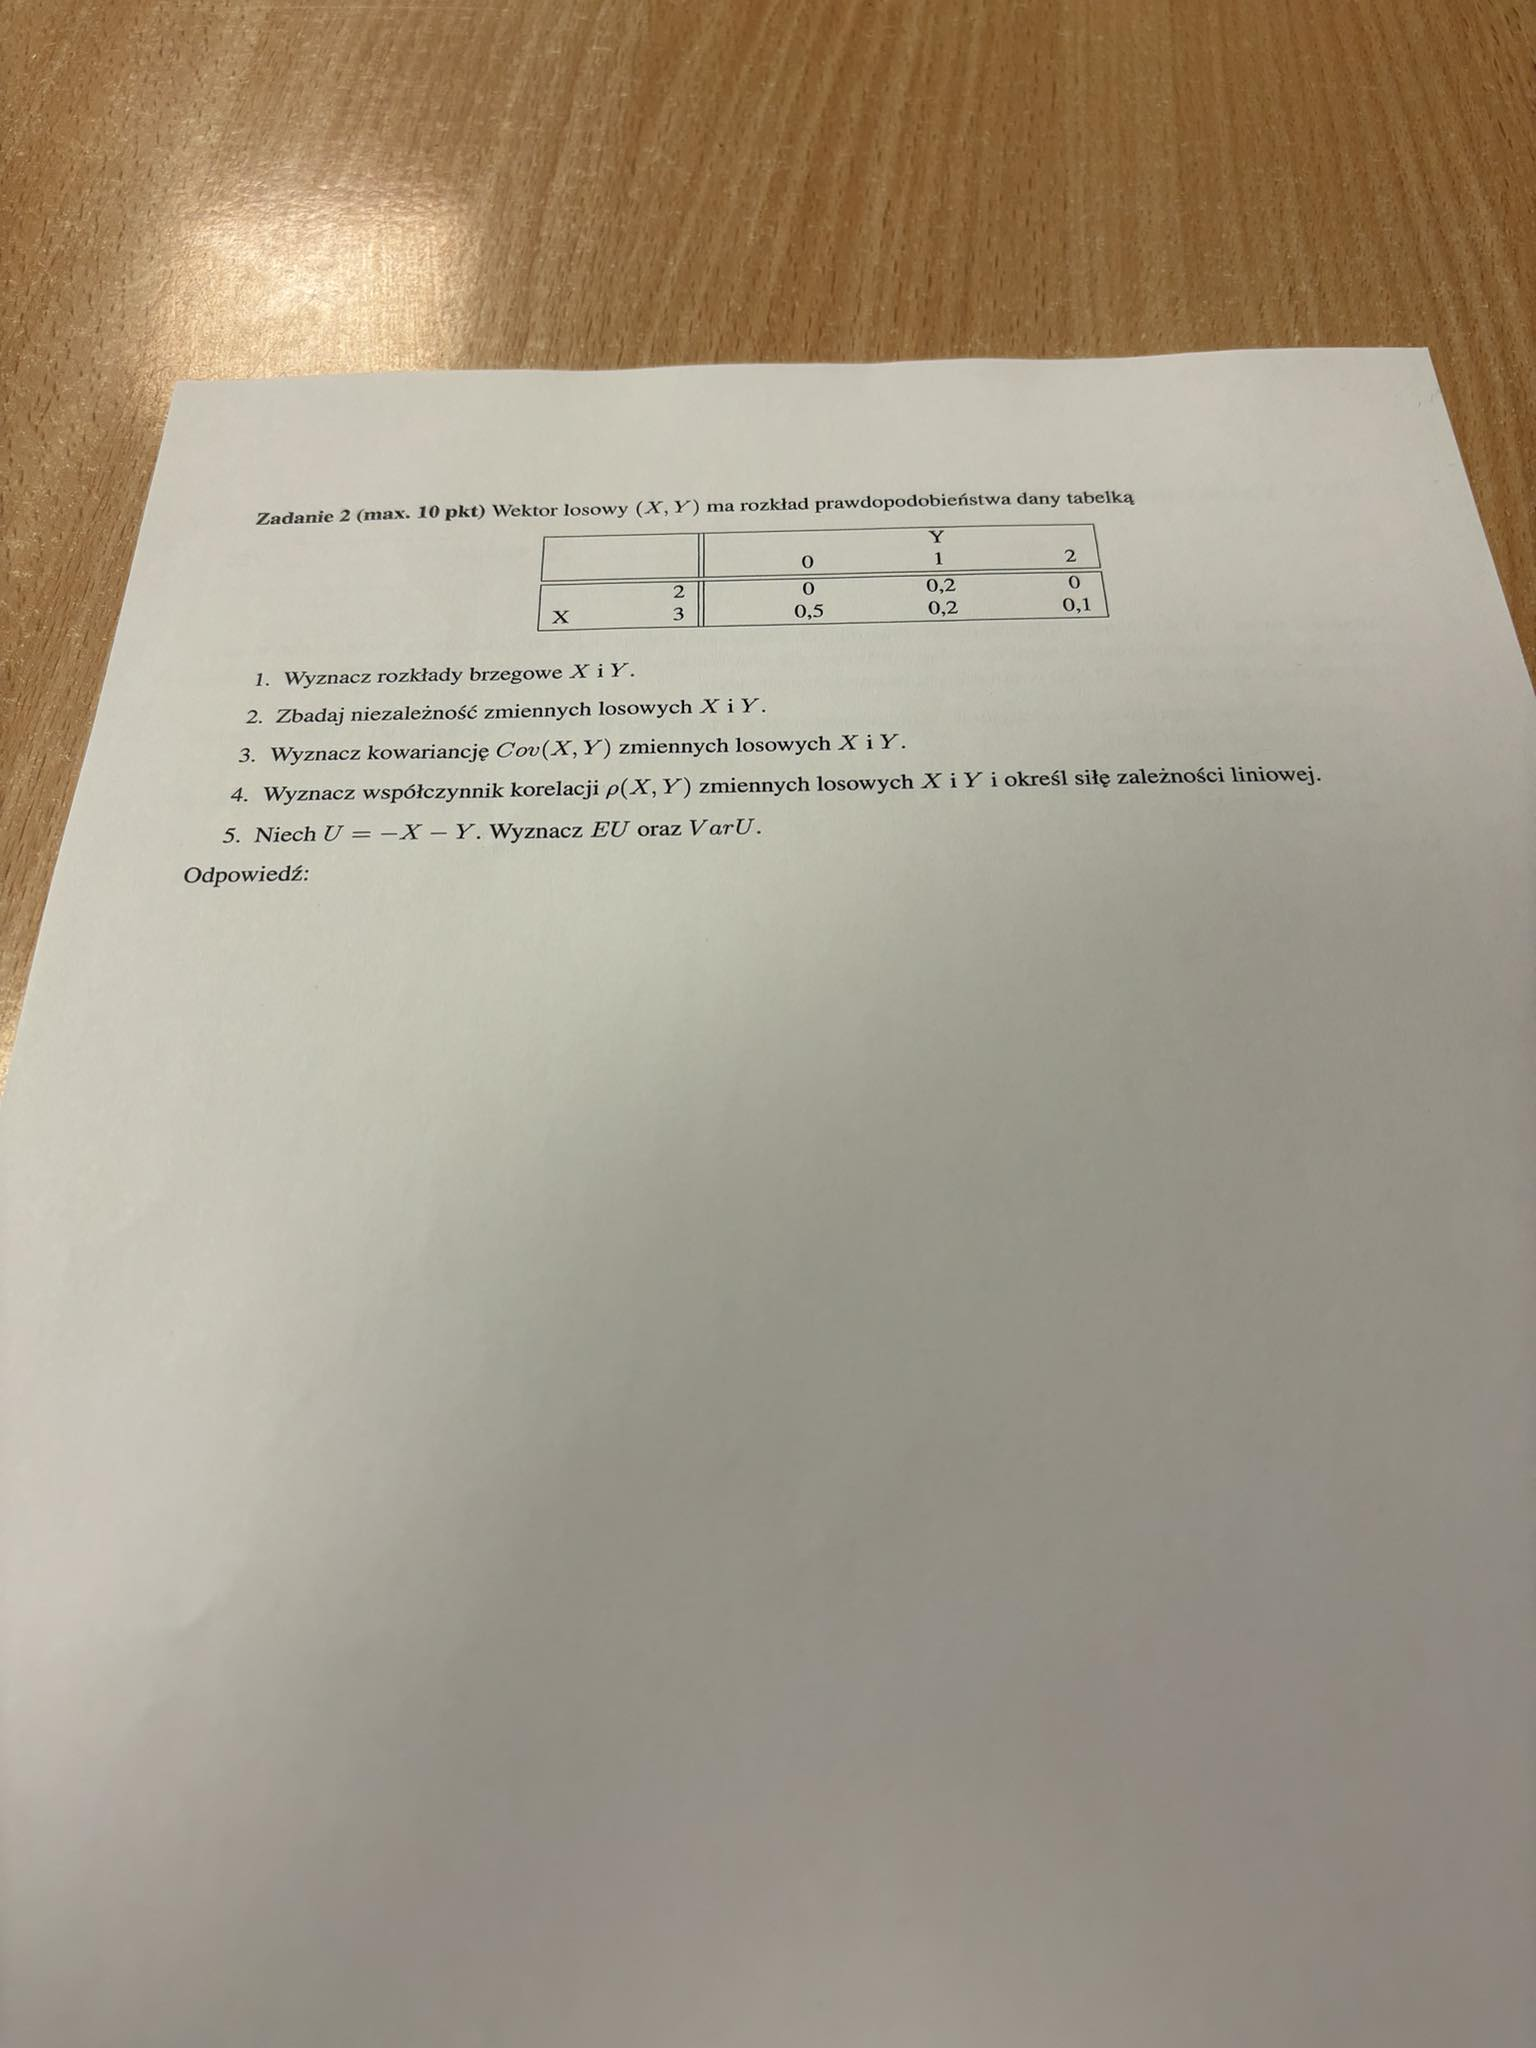 Zadanie 2 (max. 10 pkt) Wektor losowy (X, Y) ma rozkład prawdopodobieństwa dany tabelką
Y
0 1 2
2 0 0,2 0
X 3 0,5 0,2 0,1
1. Wyznacz rozkłady brzegowe X i Y.
2. Zbadaj niezależność zmiennych losowych X i Y.
3. Wyznacz kowariancję Cov(X, Y) zmiennych losowych X i Y.
4. Wyznacz współczynnik korelacji ρ(X, Y) zmiennych losowych X i Y i określ siłę zależności liniowej.
5. Niech U = −X − Y. Wyznacz EU oraz VarU.
Odpowiedź: